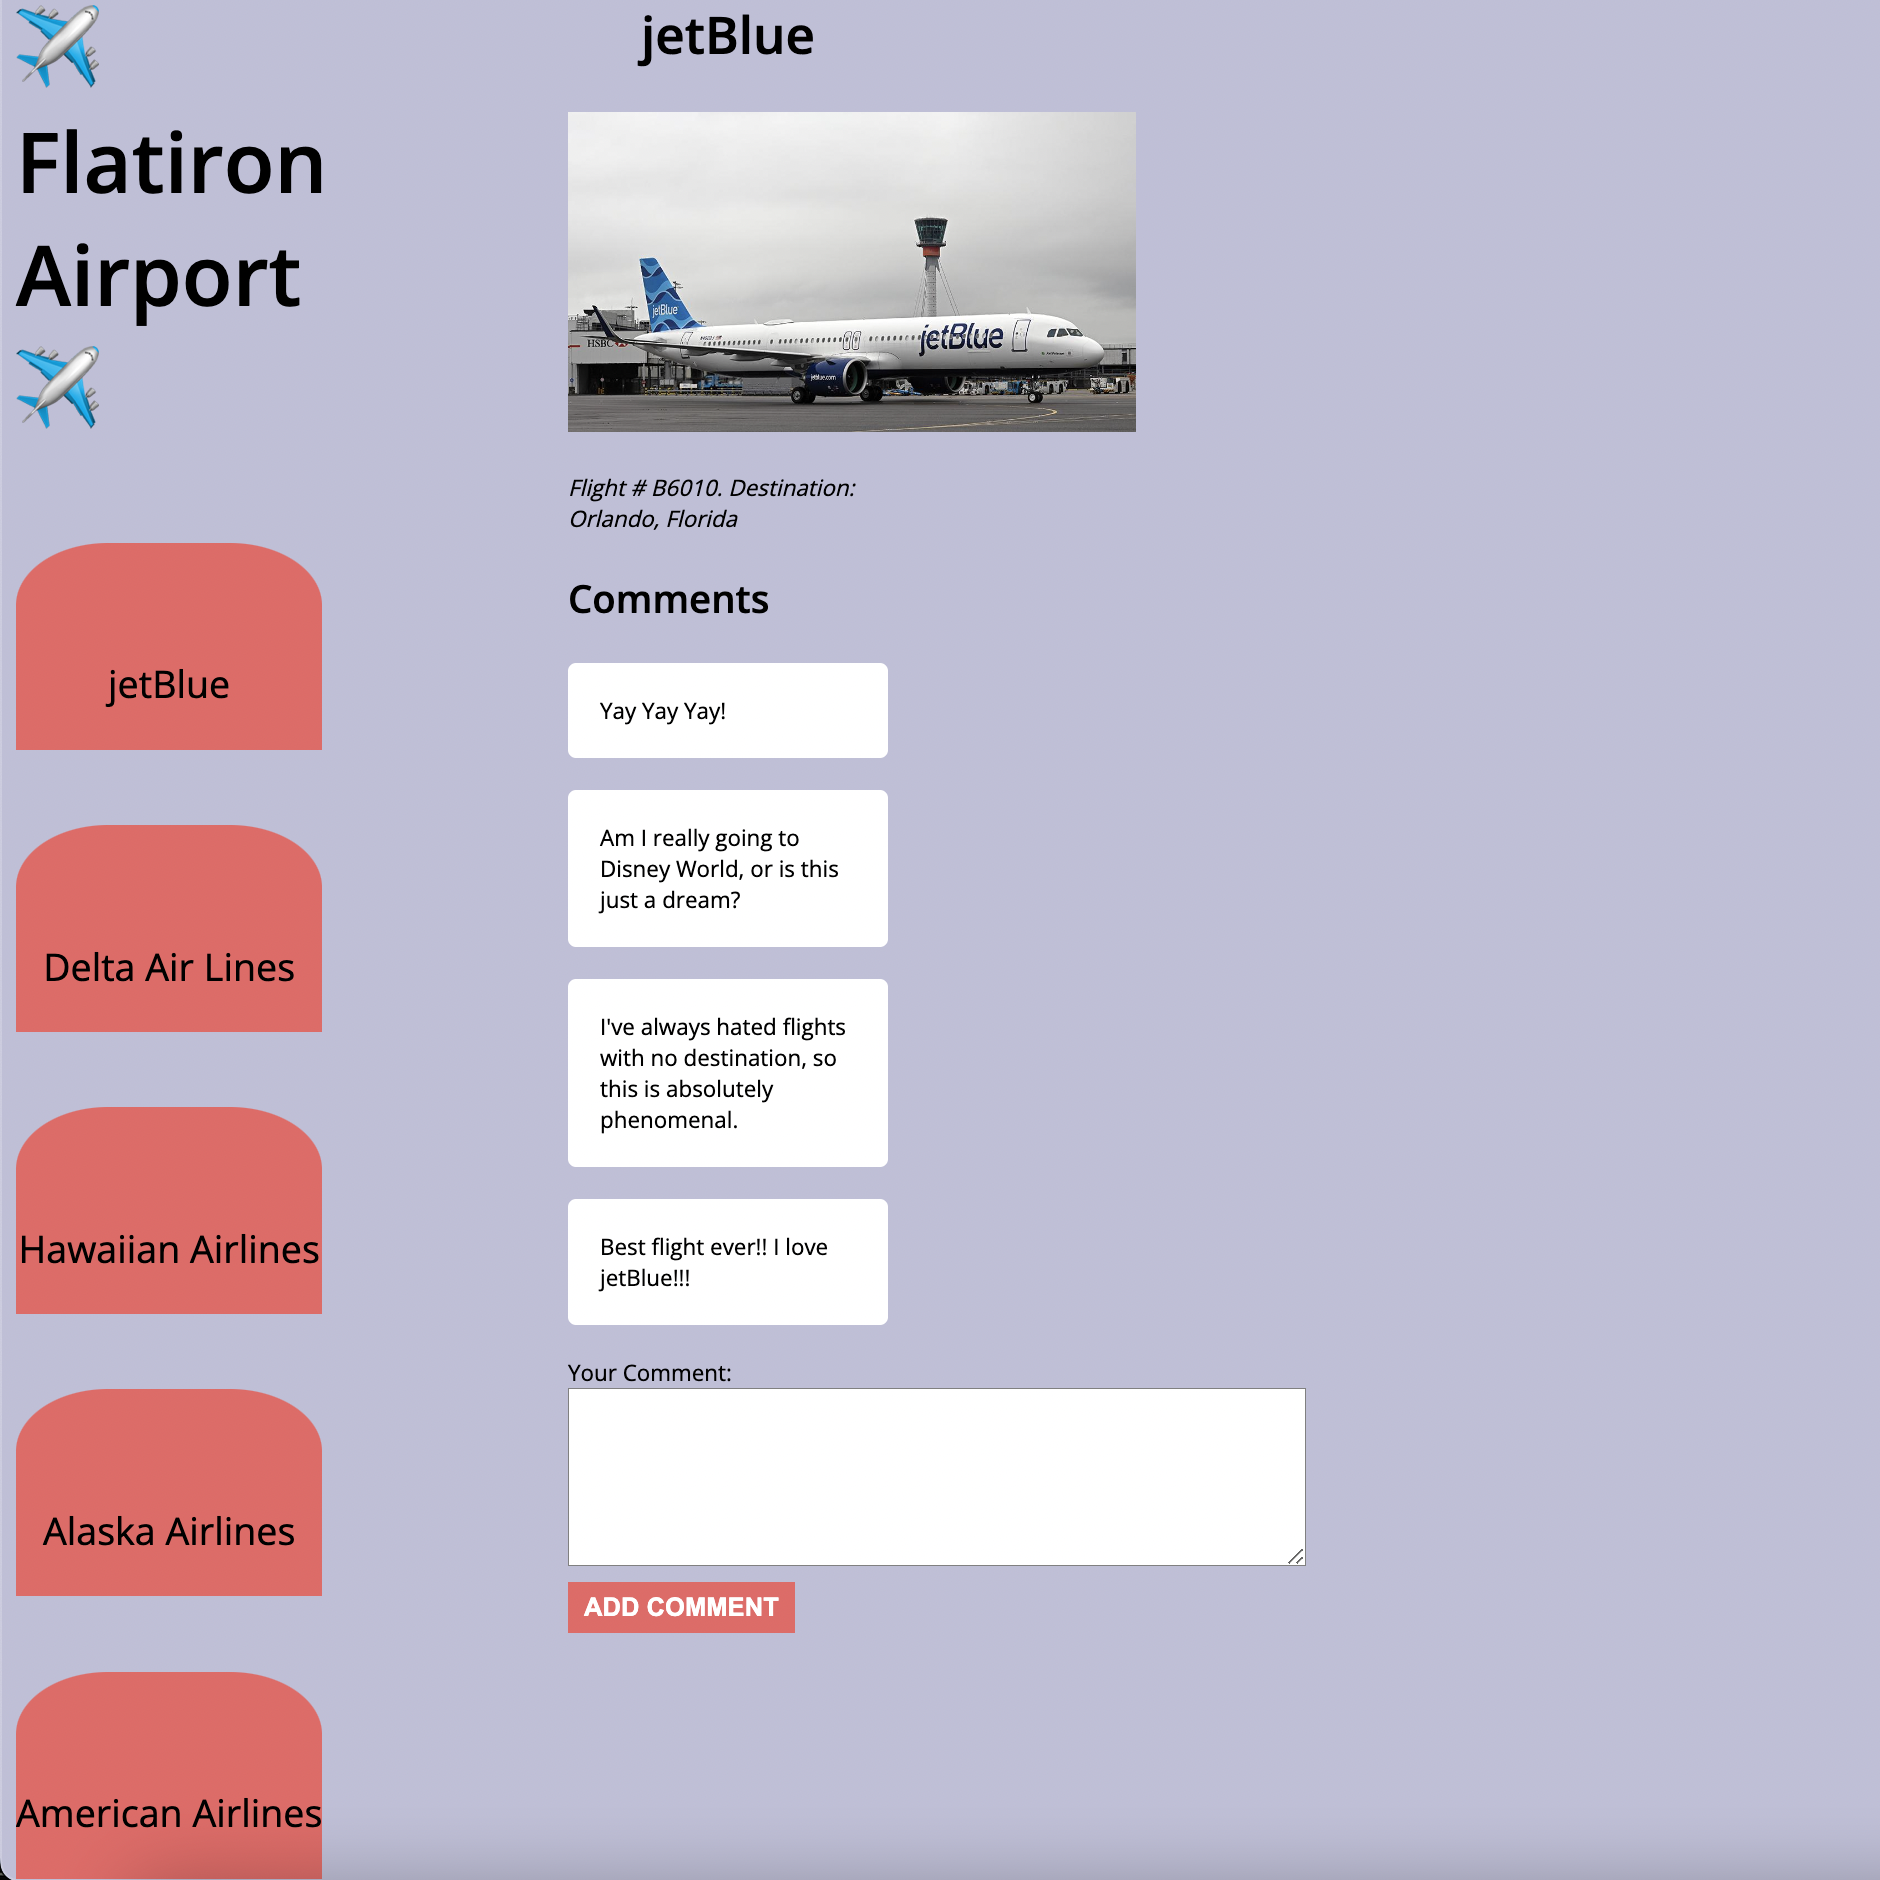 Flatiron
Airport
jetBlue
Delta Air Lines
Hawaiian Airlines
Alaska Airlines
American Airlines
jetBlue
jetBlue
HSBC
jetBlue
jetblue.com
Flight # B6010. Destination:
Orlando, Florida
Comments
Yay Yay Yay!
Am I really going to
Disney World, or is this
just a dream?
I've always hated flights
with no destination, so
this is absolutely
phenomenal.
Best flight ever!! I love
jetBlue!!!
Your Comment:
ADD COMMENT